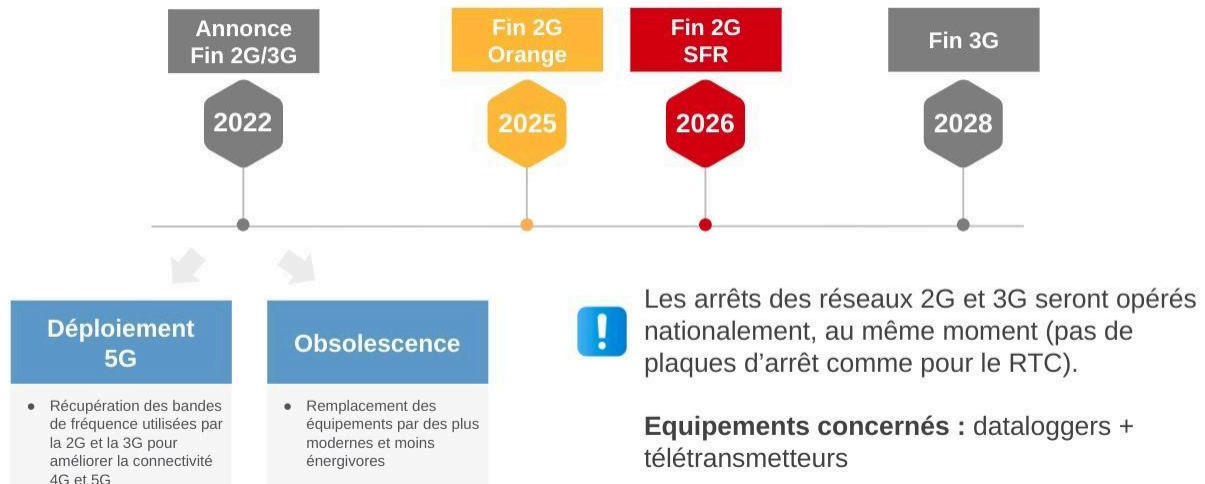 Annonce
Fin 2G/3G
Fin 2G
Orange
Fin 2G
SFR
Fin 3G
2022
2025
2026
2028
Déploiement
5G
● Récupération des bandes
de fréquence utilisées par
la 2G et la 3G pour
améliorer la connectivité
4G et 5G
Obsolescence
● Remplacement des
équipements par des plus
modernes et moins
énergivores
!
Les arrêts des réseaux 2G et 3G seront opérés
nationalement, au même moment (pas de
plaques d’arrêt comme pour le RTC).
Equipements concernés : dataloggers +
télétransmetteurs